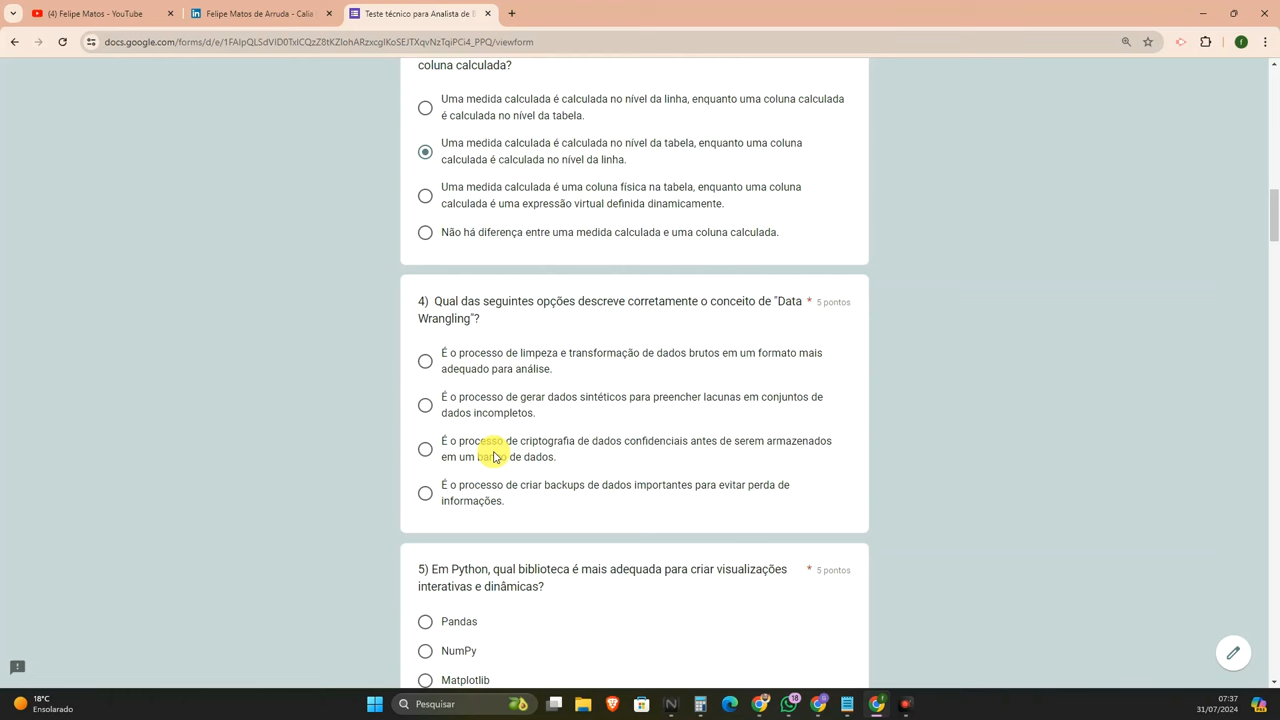 (4) Felipe Matos - YouTube
Felipe Matos de Arruda - Calia
Teste técnico para Analista de B
docs.google.com/forms/d/e/1FAIpQLSdVID0TxICQzZ8tKZIohARzxcgIKoSEJTXqvNzTqiPCi4_PPQ/viewform
f
coluna calculada?
Uma medida calculada é calculada no nível da linha, enquanto uma coluna calculada
é calculada no nível da tabela.
Uma medida calculada é calculada no nível da tabela, enquanto uma coluna
calculada é calculada no nível da linha.
Uma medida calculada é uma coluna física na tabela, enquanto uma coluna
calculada é uma expressão virtual definida dinamicamente.
Não há diferença entre uma medida calculada e uma coluna calculada.
4) Qual das seguintes opções descreve corretamente o conceito de "Data * 5 pontos
Wrangling"?
É o processo de limpeza e transformação de dados brutos em um formato mais
adequado para análise.
É o processo de gerar dados sintéticos para preencher lacunas em conjuntos de
dados incompletos.
É o processo de criptografia de dados confidenciais antes de serem armazenados
em um banco de dados.
É o processo de criar backups de dados importantes para evitar perda de
informações.
5) Em Python, qual biblioteca é mais adequada para criar visualizações * 5 pontos
interativas e dinâmicas?
Pandas
NumPy
Matplotlib
18°C
Ensolarado
Pesquisar
18
07:37
31/07/2024